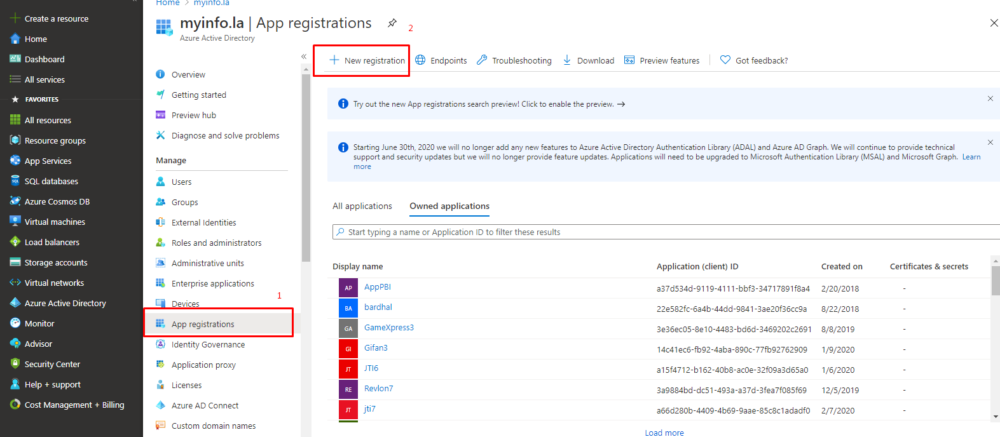 Home > myinfo.la
myinfo.la | App registrations
2
Azure Active Directory
Create a resource
Home
Dashboard
All services
FAVORITES
All resources
Resource groups
App Services
SQL databases
Azure Cosmos DB
Virtual machines
Load balancers
Storage accounts
Virtual networks
Azure Active Directory
Monitor
Advisor
Security Center
Help + support
Cost Management + Billing
«
Overview
Getting started
Preview hub
Diagnose and solve problems
Manage
Users
Groups
External Identities
Roles and administrators
Administrative units
Enterprise applications
1
Devices
App registrations
Identity Governance
Application proxy
Licenses
Azure AD Connect
Custom domain names
New registration Endpoints Troubleshooting Download Preview features Got feedback?
Try out the new App registrations search preview! Click to enable the preview. →
Starting June 30th, 2020 we will no longer add any new features to Azure Active Directory Authentication Library (ADAL) and Azure AD Graph. We will continue to provide technical
support and security updates but we will no longer provide feature updates. Applications will need to be upgraded to Microsoft Authentication Library (MSAL) and Microsoft Graph. Learn
more
All applications Owned applications
Start typing a name or Application ID to filter these results
Display name Application (client) ID Created on Certificates & secrets
AP AppPBI a37d534d-9119-4111-bbf3-34717891f8a4 2/20/2018 -
BA bardhal 22e582fc-6a4b-44dd-9841-3ae20f36cc9a 8/22/2018 -
GA GameXpress3 3e36ec05-8e10-4483-bd6d-3469202c2691 8/8/2019 -
GI Gifan3 14c41ec6-fb92-4aba-890c-77fb92762909 1/9/2020 -
JT JTI6 a15f4712-b162-40b8-ac0e-32f09a3d65a0 1/6/2020 -
RE Revlon7 3a9884bd-dc51-493a-a37d-3fea7f085f69 12/5/2019 -
JT jti7 a66d280b-4409-4b69-9aae-85c8c1adadf0 2/7/2020 -
Load more